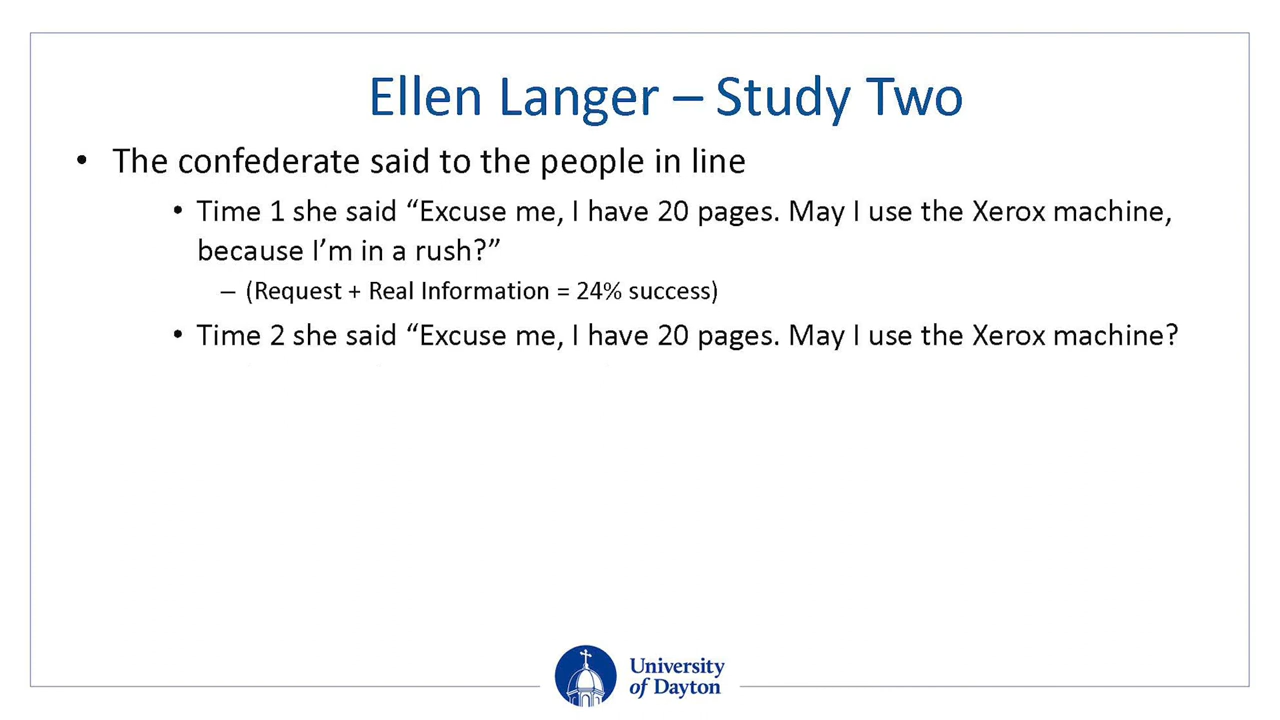 Ellen Langer – Study Two
• The confederate said to the people in line
• Time 1 she said “Excuse me, I have 20 pages. May I use the Xerox machine,
because I’m in a rush?”
– (Request + Real Information = 24% success)
• Time 2 she said “Excuse me, I have 20 pages. May I use the Xerox machine?
University
of Dayton